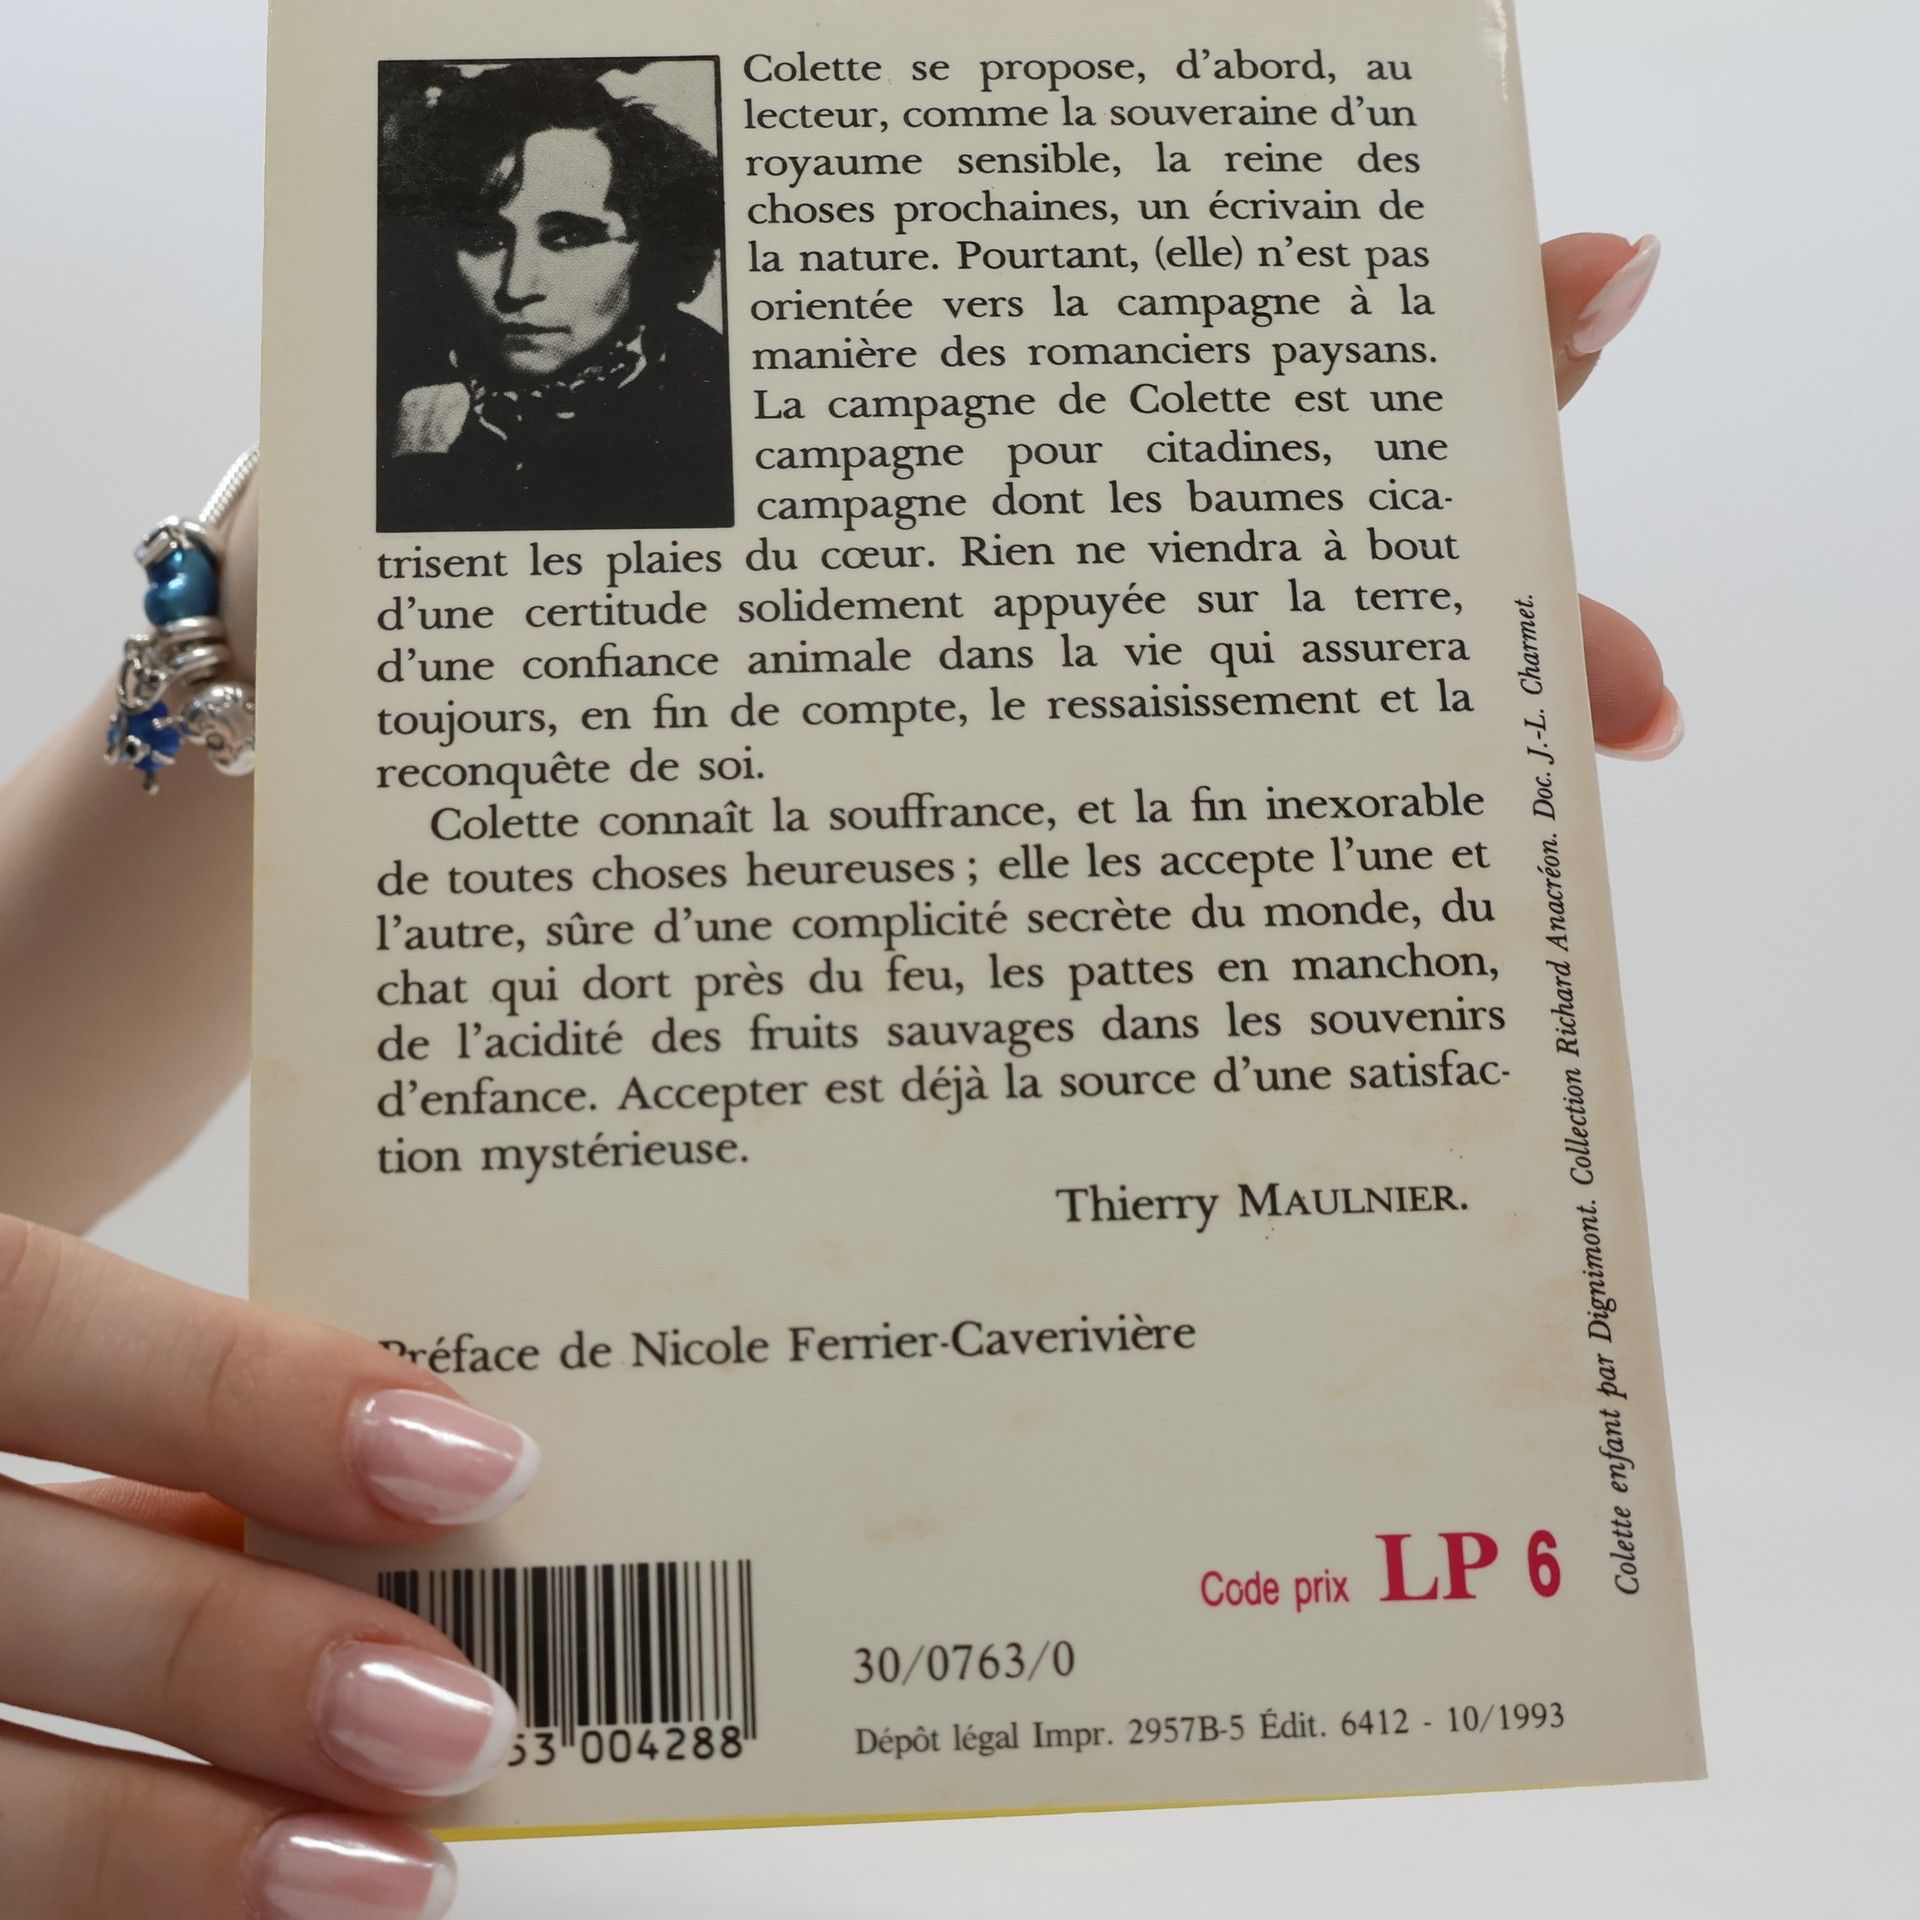 Colette se propose, d'abord, au
lecteur, comme la souveraine d'un
royaume sensible, la reine des
choses prochaines, un écrivain de
la nature. Pourtant, (elle) n'est pas
orientée vers la campagne à la
manière des romanciers paysans.
La campagne de Colette est une
campagne pour citadines, une
campagne dont les baumes cica-
trisent les plaies du cœur. Rien ne viendra à bout
d'une certitude solidement appuyée sur la terre,
d'une confiance animale dans la vie qui assurera
toujours, en fin de compte, le ressaisissement et la
reconquête de soi.
Colette connaît la souffrance, et la fin inexorable
de toutes choses heureuses ; elle les accepte l'une et
l'autre, sûre d'une complicité secrète du monde, du
chat qui dort près du feu, les pattes en manchon,
de l'acidité des fruits sauvages dans les souvenirs
d'enfance. Accepter est déjà la source d'une satisfac-
tion mystérieuse.
Thierry MAULNIER.
Préface de Nicole Ferrier-Caverivière
Code prix LP 6
30/0763/0
Dépôt légal Impr. 2957B-5 Édit. 6412 - 10/1993
53 004288
Colette enfant par Dignimont. Collection Richard Anacréon. Doc. J.-L. Charmet.